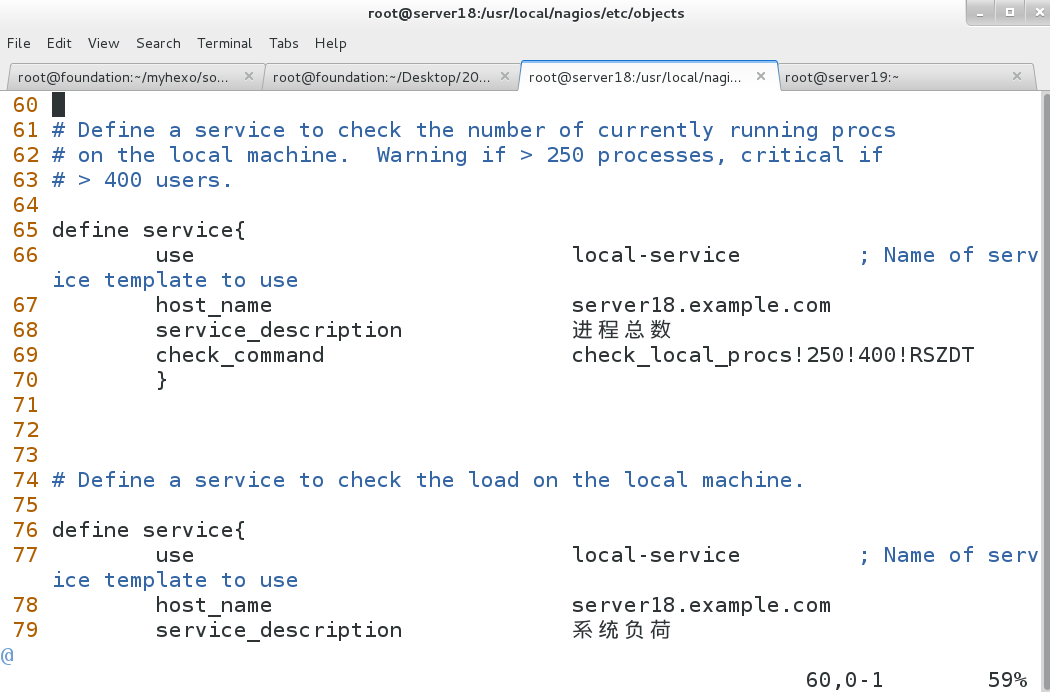 root@server18:/usr/local/nagios/etc/objects
File Edit View Search Terminal Tabs Help
root@foundation:~/myhexo/so... × root@foundation:~/Desktop/20... × root@server18:/usr/local/nagi... × root@server19:~ ×
60
61 # Define a service to check the number of currently running procs
62 # on the local machine.  Warning if > 250 processes, critical if
63 # > 400 users.
64
65 define service{
66         use                             local-service         ; Name of serv
ice template to use
67         host_name                       server18.example.com
68         service_description             进程总数
69         check_command                   check_local_procs!250!400!RSZDT
70         }
71
72
73
74 # Define a service to check the load on the local machine.
75
76 define service{
77         use                             local-service         ; Name of serv
ice template to use
78         host_name                       server18.example.com
79         service_description             系统负荷
@
60,0-1 59%